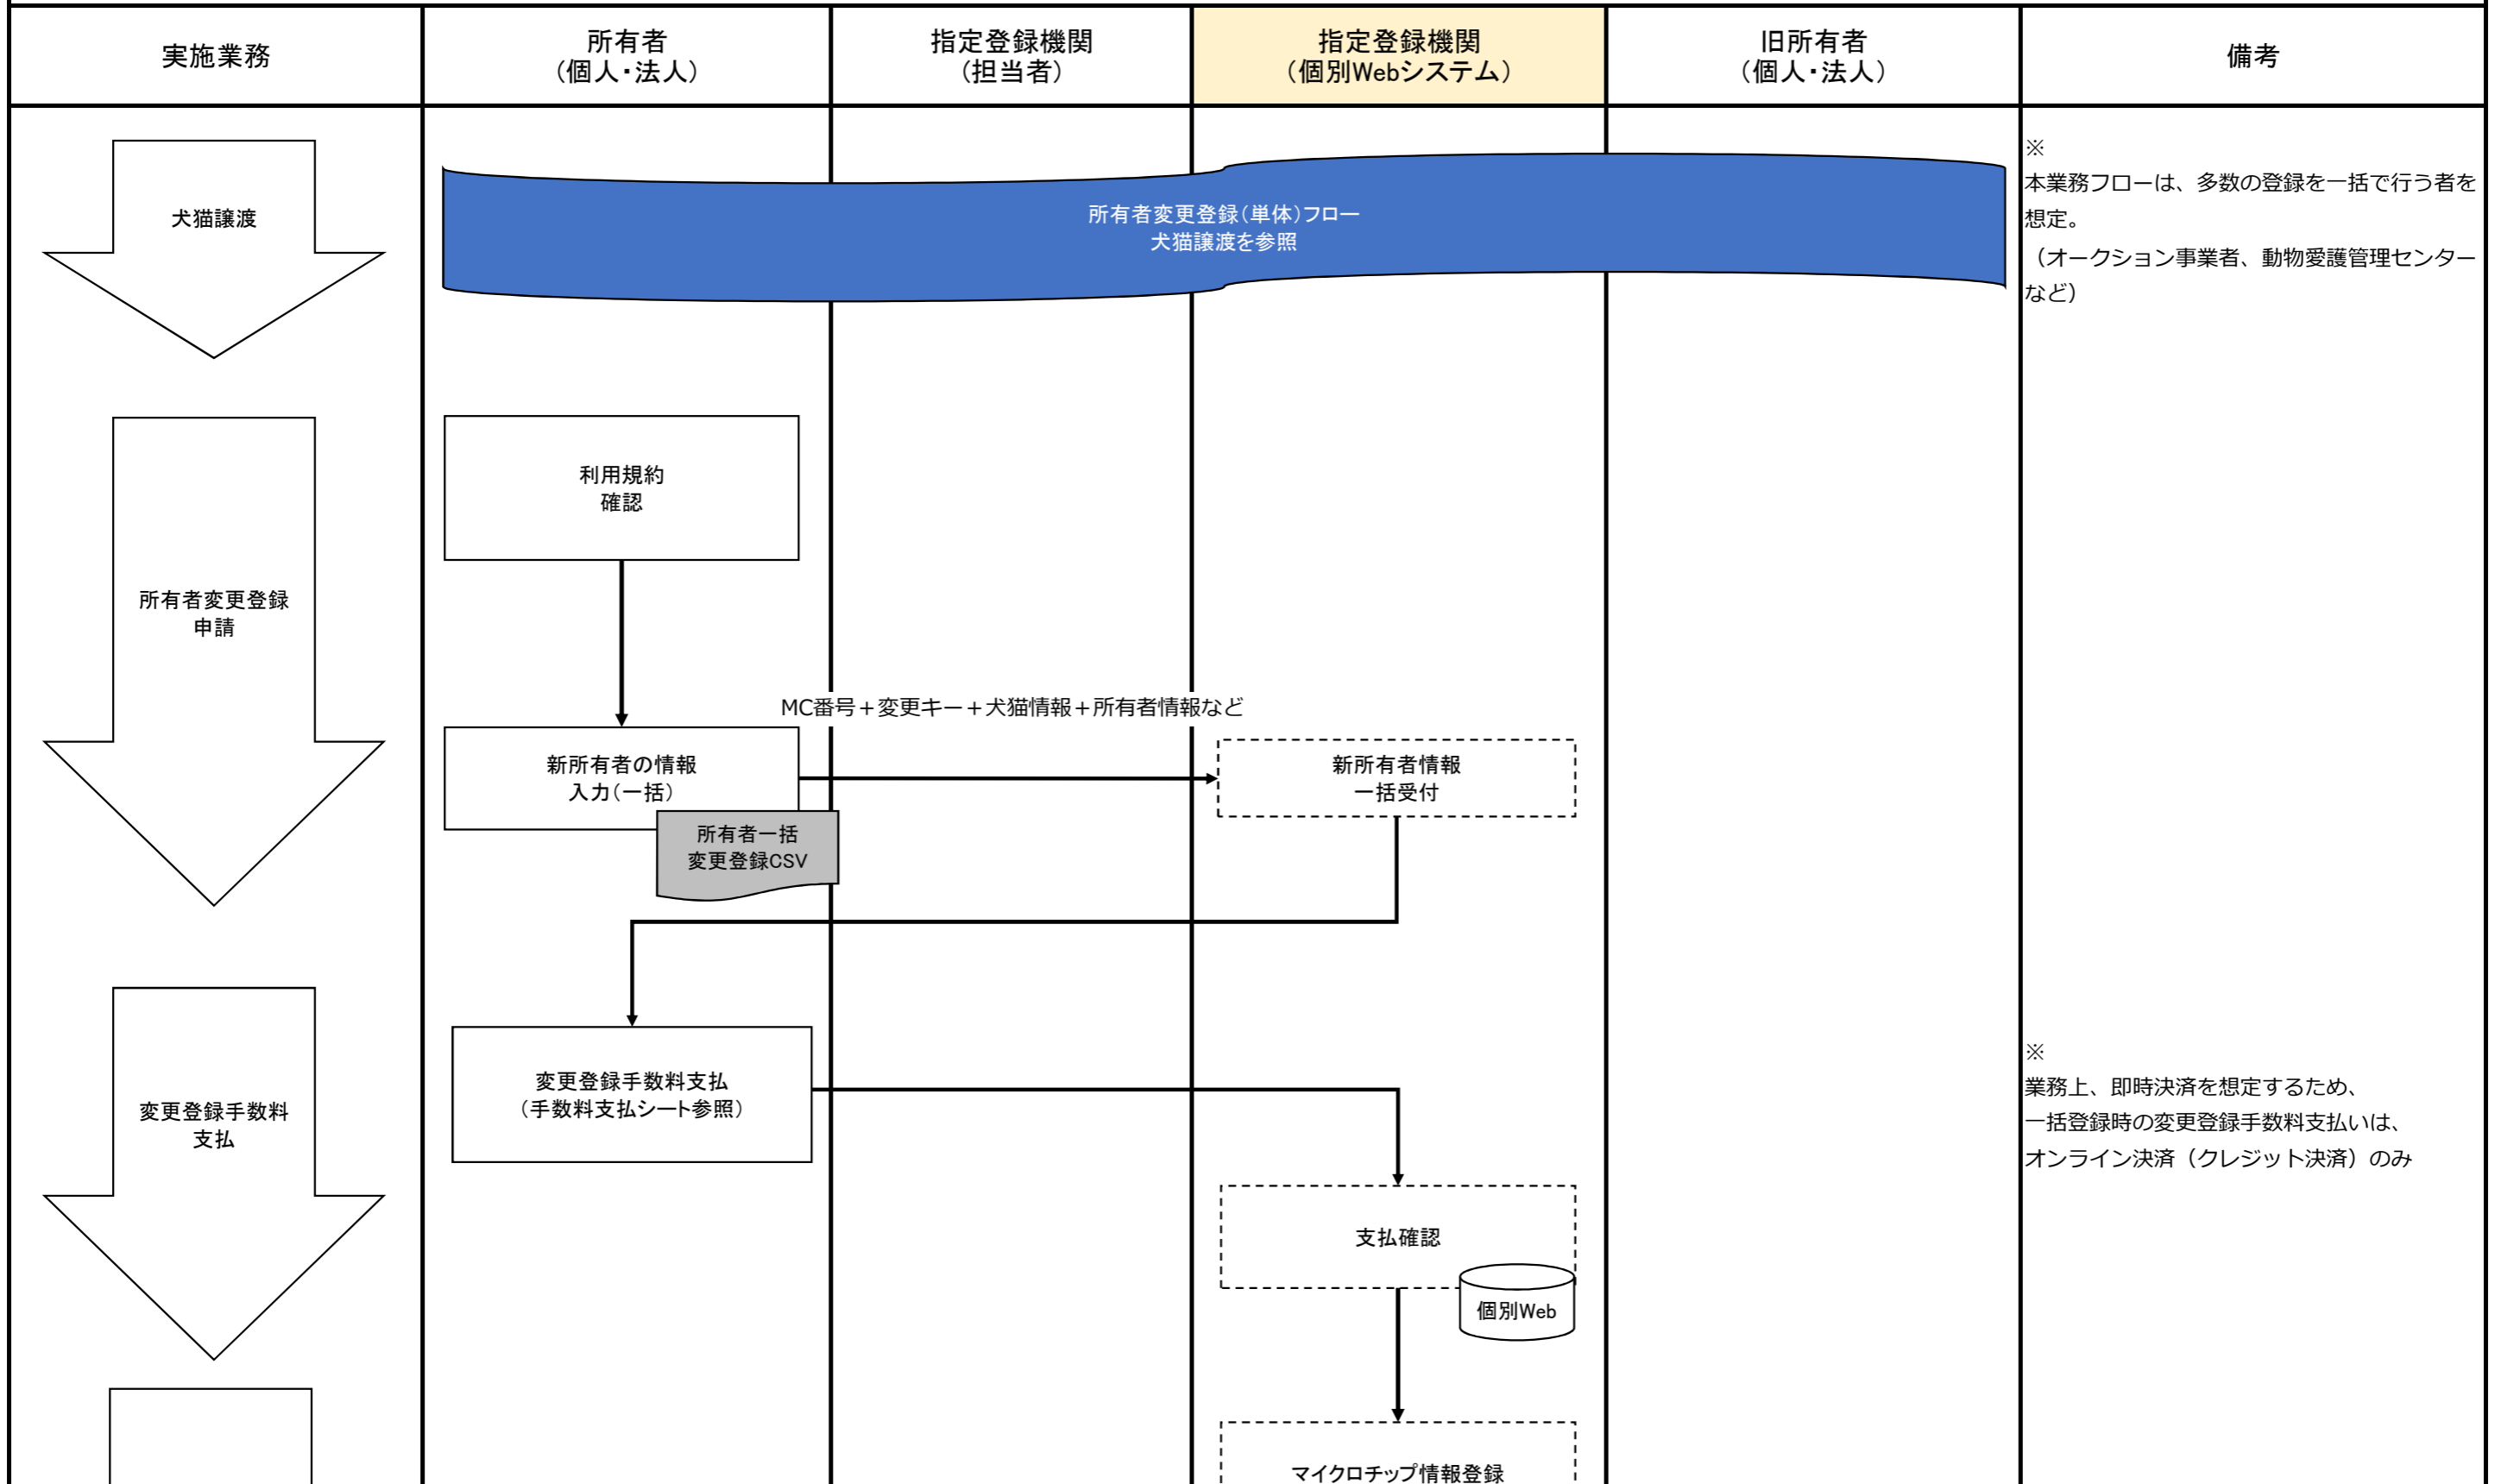 実施業務
所有者
（個人・法人）
指定登録機関
（担当者）
指定登録機関
（個別Webシステム）
旧所有者
（個人・法人）
備考
犬猫譲渡
所有者変更登録（単体）フロー
犬猫譲渡を参照
※
本業務フローは、多数の登録を一括で行う者を
想定。
（オークション事業者、動物愛護管理センター
など）
所有者変更登録
申請
利用規約
確認
MC番号＋変更キー＋犬猫情報＋所有者情報など
新所有者の情報
入力（一括）
新所有者情報
一括受付
所有者一括
変更登録CSV
変更登録手数料
支払
変更登録手数料支払
（手数料支払シート参照）
※
業務上、即時決済を想定するため、
一括登録時の変更登録手数料支払いは、
オンライン決済（クレジット決済）のみ
支払確認
個別Web
マイクロチップ情報登録